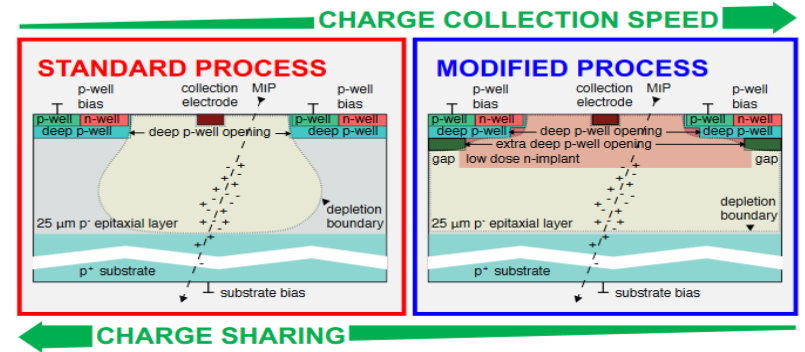 CHARGE COLLECTION SPEED
STANDARD PROCESS
p-well
bias
collection
electrode
MIP
p-well
bias
p-well
n-well
p-well
n-well
deep p-well
deep p-well opening
deep p-well
25 μm p⁻ epitaxial layer
depletion
boundary
p⁺ substrate
substrate bias
MODIFIED PROCESS
p-well
bias
collection
electrode
MIP
p-well
bias
p-well
n-well
p-well
n-well
deep p-well
deep p-well opening
deep p-well
extra deep p-well opening
gap
low dose n-implant
gap
25 μm p⁻ epitaxial layer
depletion
boundary
p⁺ substrate
substrate bias
CHARGE SHARING